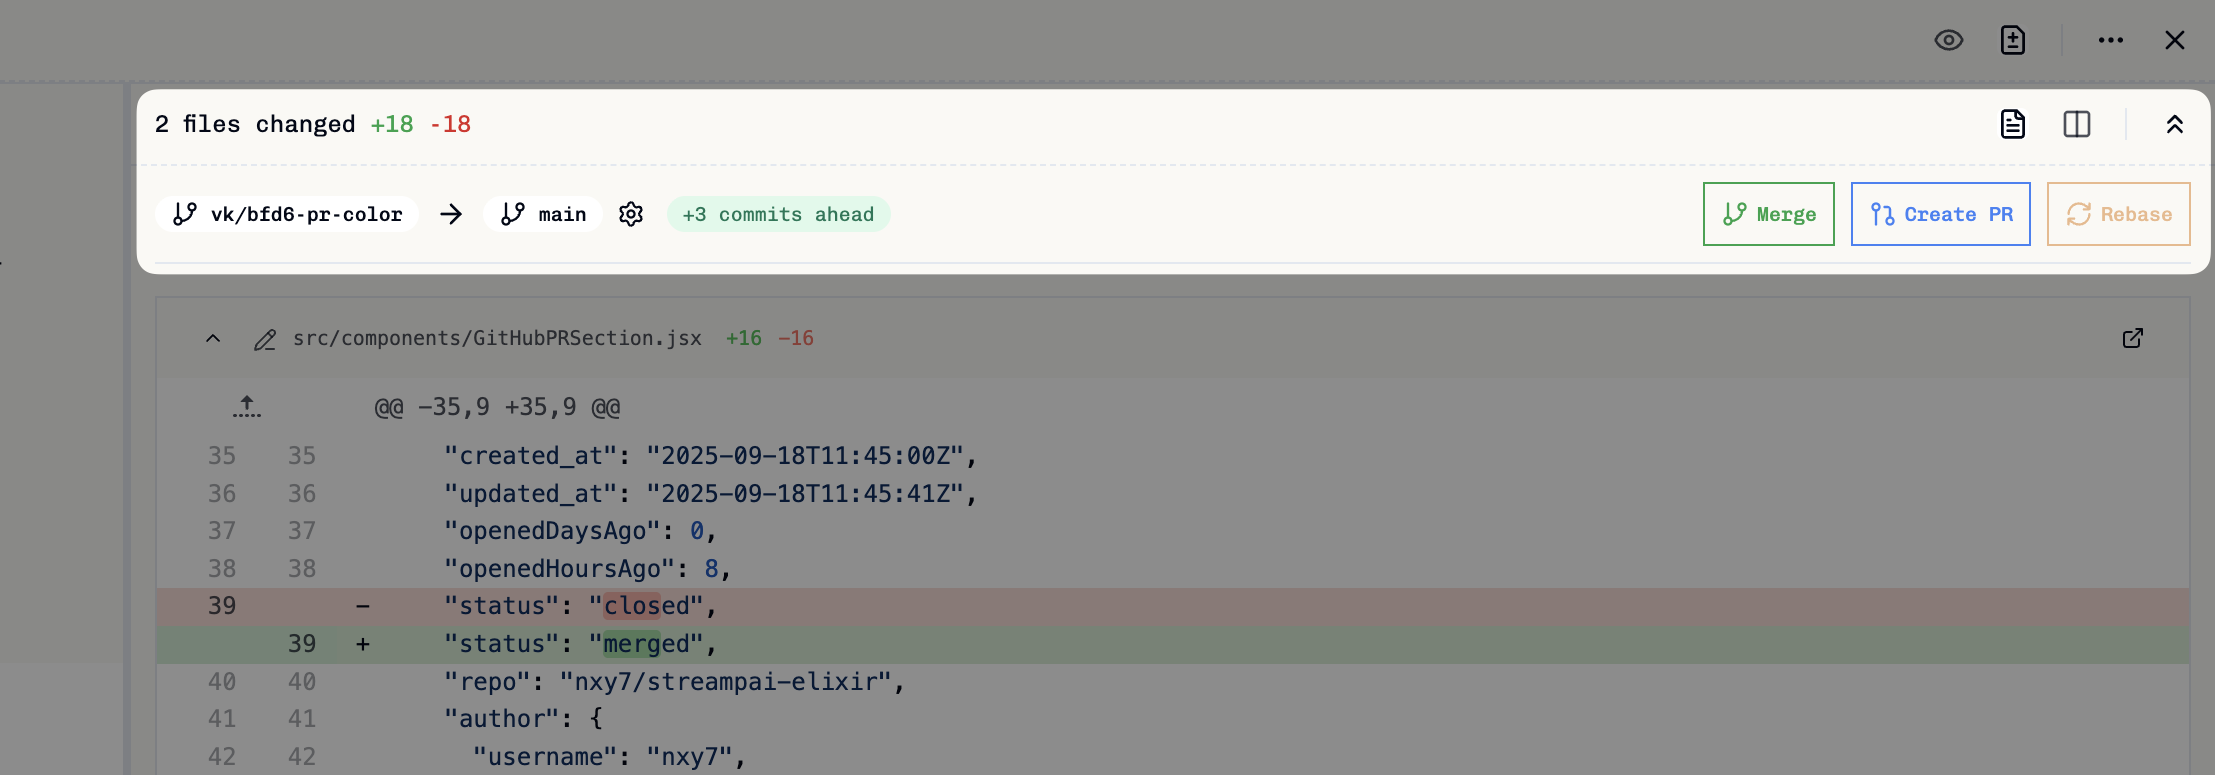 2 files changed +18 -18
vk/bfd6-pr-color → main +3 commits ahead Merge Create PR Rebase
src/components/GitHubPRSection.jsx +16 -16
@@ -35,9 +35,9 @@
35 35 "created_at": "2025-09-18T11:45:00Z",
36 36 "updated_at": "2025-09-18T11:45:41Z",
37 37 "openedDaysAgo": 0,
38 38 "openedHoursAgo": 8,
39 - "status": "closed",
39 + "status": "merged",
40 40 "repo": "nxy7/streampai-elixir",
41 41 "author": {
42 42 "username": "nxy7",